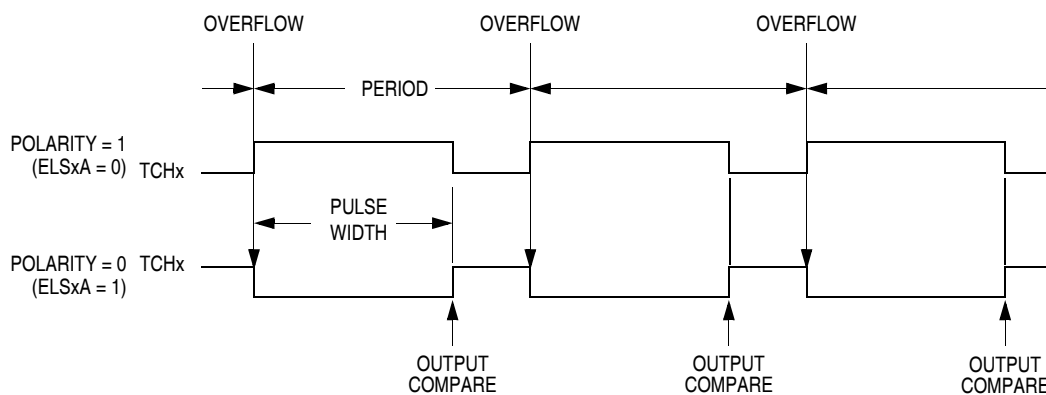 OVERFLOW
OVERFLOW
OVERFLOW
PERIOD
POLARITY = 1
(ELSxA = 0)
TCHx
PULSE
WIDTH
POLARITY = 0
TCHx
(ELSxA = 1)
OUTPUT
COMPARE
OUTPUT
COMPARE
OUTPUT
COMPARE